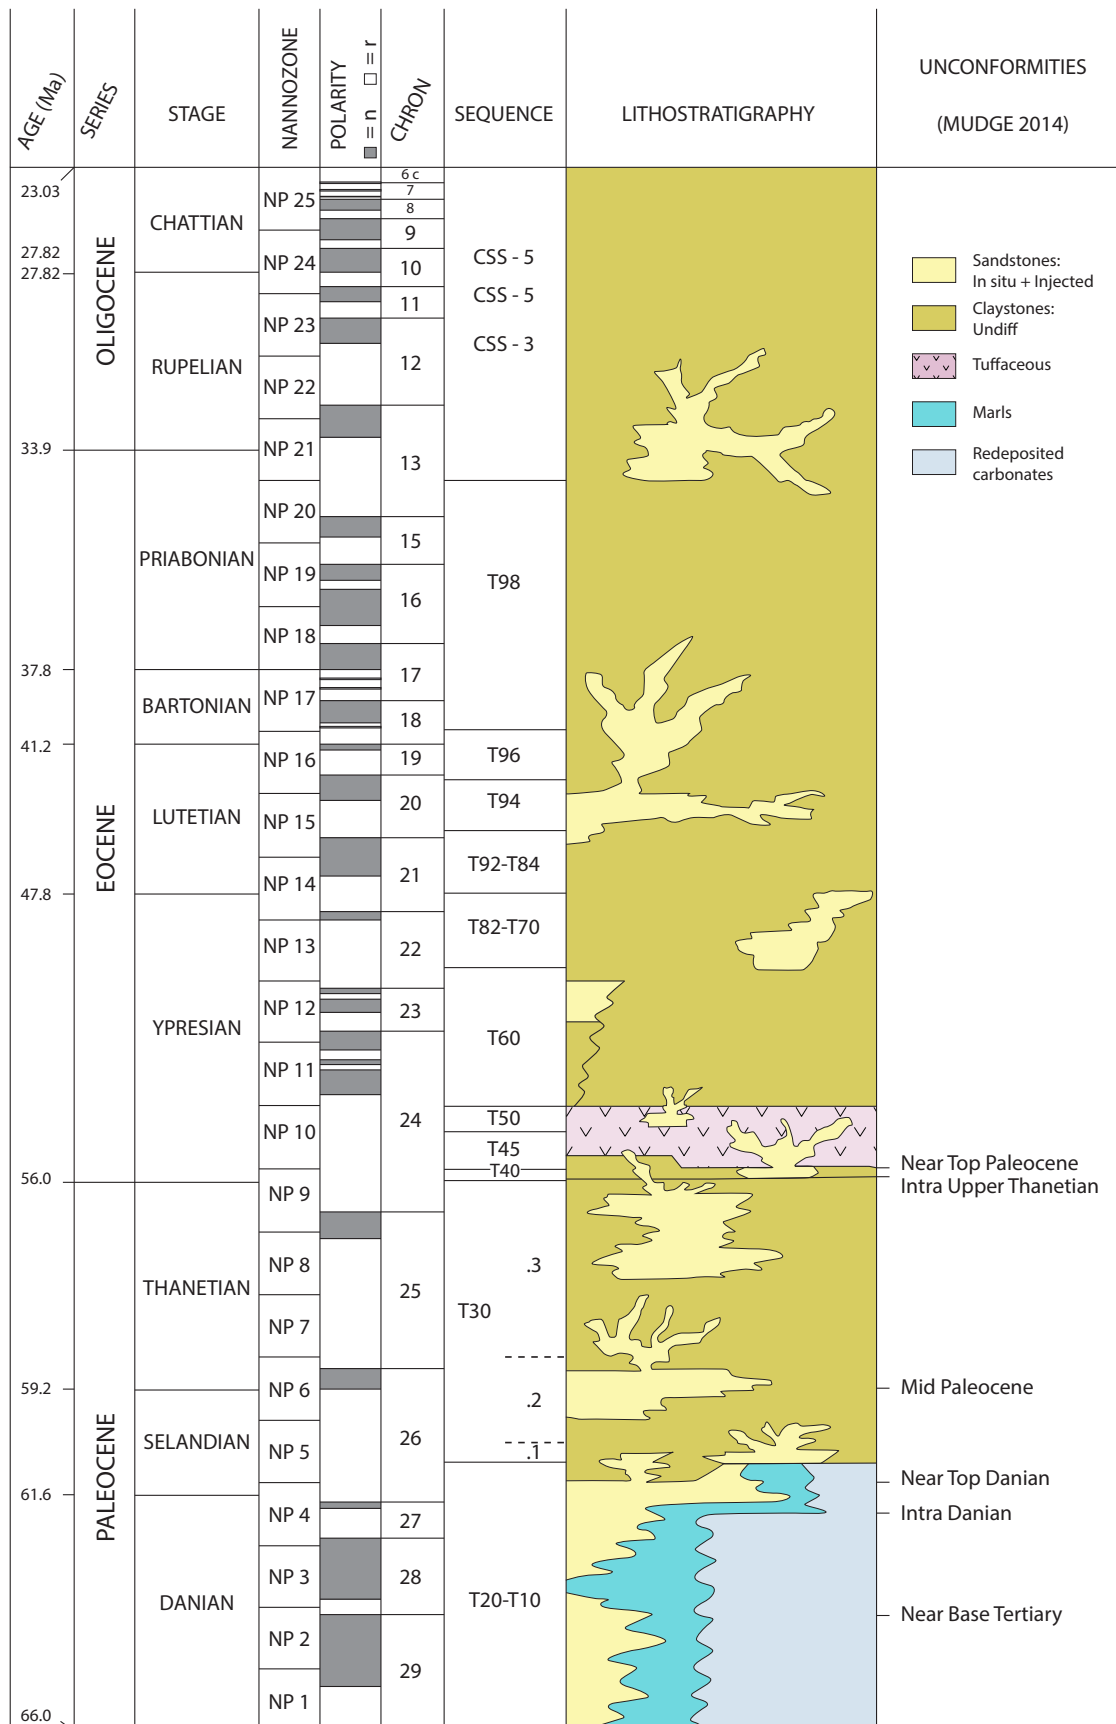 AGE (Ma)
SERIES
STAGE
NANNOZONE
POLARITY
= n = r
CHRON
SEQUENCE
LITHOSTRATIGRAPHY
UNCONFORMITIES
(MUDGE 2014)
23.03
27.82
27.82
33.9
37.8
41.2
47.8
56.0
59.2
61.6
66.0
OLIGOCENE
EOCENE
PALEOCENE
CHATTIAN
RUPELIAN
PRIABONIAN
BARTONIAN
LUTETIAN
YPRESIAN
THANETIAN
SELANDIAN
DANIAN
NP 25
NP 24
NP 23
NP 22
NP 21
NP 20
NP 19
NP 18
NP 17
NP 16
NP 15
NP 14
NP 13
NP 12
NP 11
NP 10
NP 9
NP 8
NP 7
NP 6
NP 5
NP 4
NP 3
NP 2
NP 1
6 c
7
8
9
10
11
12
13
15
16
17
18
19
20
21
22
23
24
25
26
27
28
29
CSS - 5
CSS - 5
CSS - 3
T98
T96
T94
T92-T84
T82-T70
T60
T50
T45
T40
.3
T30
.2
.1
T20-T10
Sandstones:
In situ + Injected
Claystones:
Undiff
Tuffaceous
Marls
Redeposited
carbonates
Near Top Paleocene
Intra Upper Thanetian
Mid Paleocene
Near Top Danian
Intra Danian
Near Base Tertiary